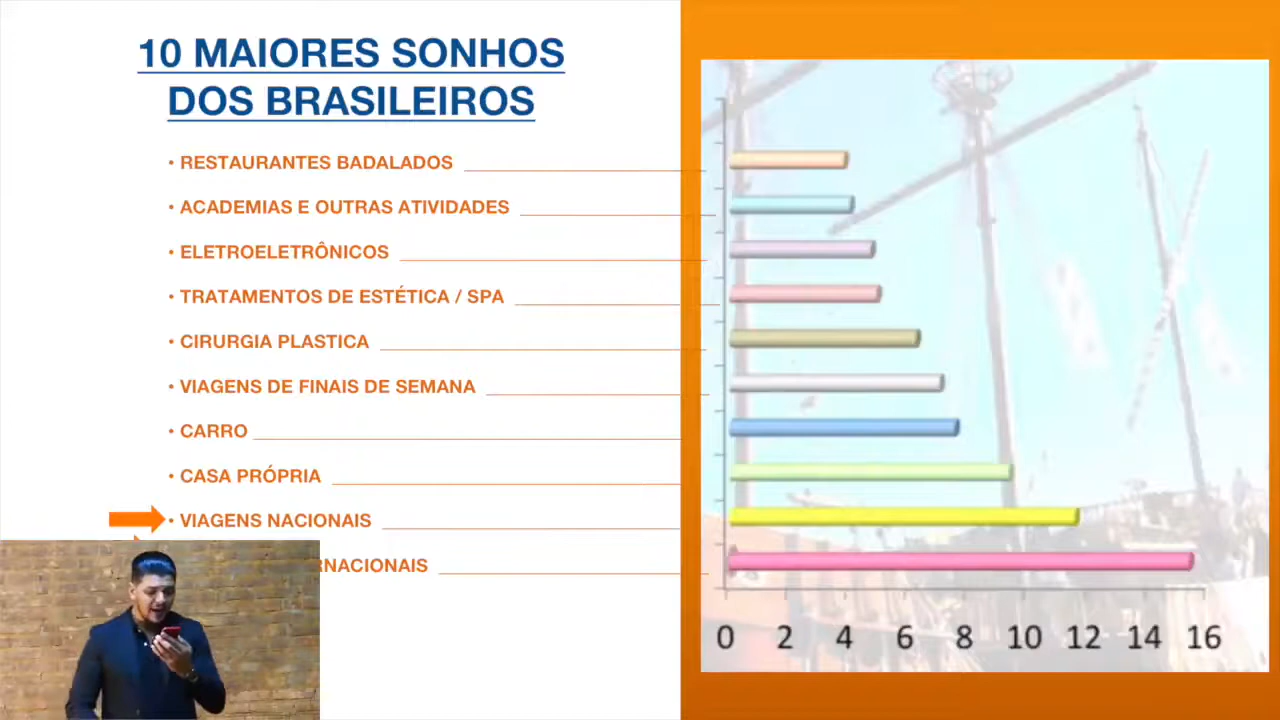 10 MAIORES SONHOS
DOS BRASILEIROS
• RESTAURANTES BADALADOS
• ACADEMIAS E OUTRAS ATIVIDADES
• ELETROELETRÔNICOS
• TRATAMENTOS DE ESTÉTICA / SPA
• CIRURGIA PLASTICA
• VIAGENS DE FINAIS DE SEMANA
• CARRO
• CASA PRÓPRIA
• VIAGENS NACIONAIS
RNACIONAIS
0 2 4 6 8 10 12 14 16